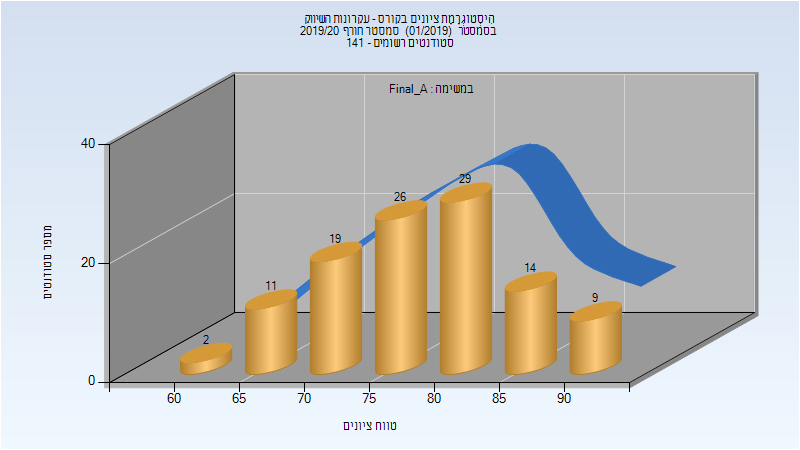 היסטוגרמת ציונים בקורס - עקרונות השיווק
בסמסטר (01/2019) סמסטר חורף 2019/20
סטודנטים רשומים - 141
במשימה : Final_A
מספר סטודנטים
40
20
0
2
11
19
26
29
14
9
60
65
70
75
80
85
90
טווח ציונים